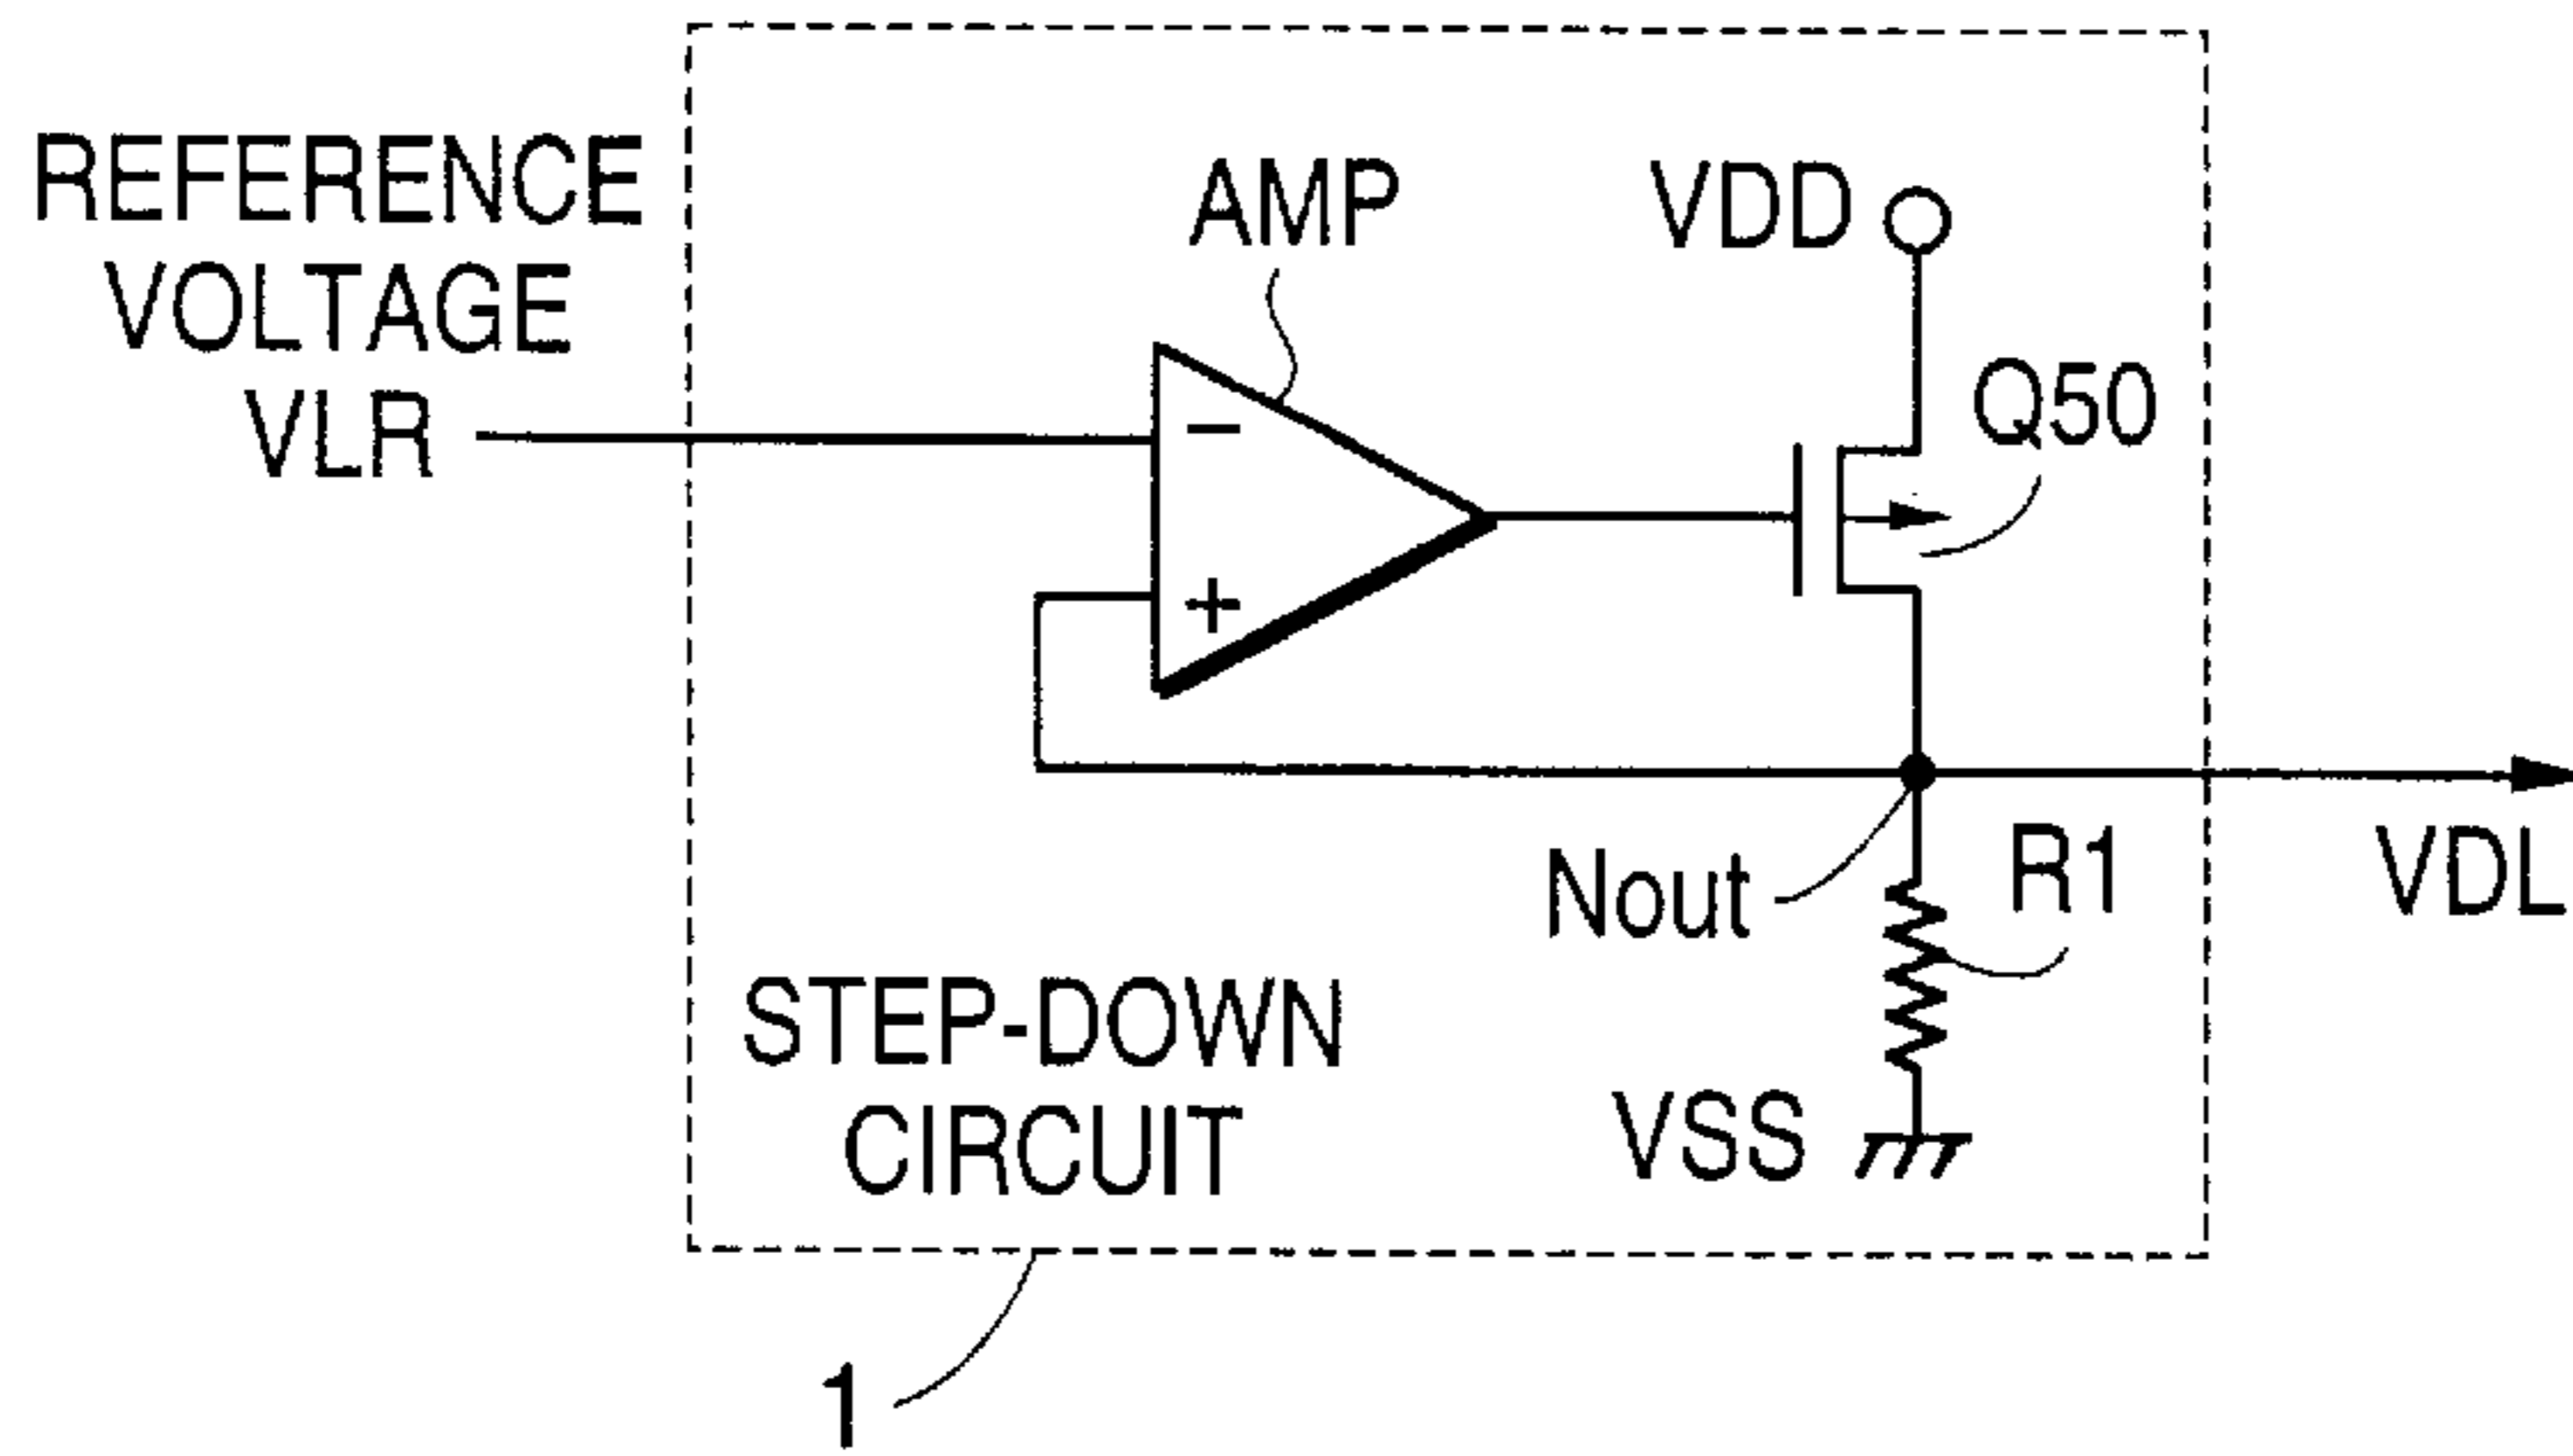 REFERENCE
VOLTAGE
VLR
AMP
VDD
Q50
−
+
Nout
R1
VDL
STEP-DOWN
CIRCUIT
VSS
1